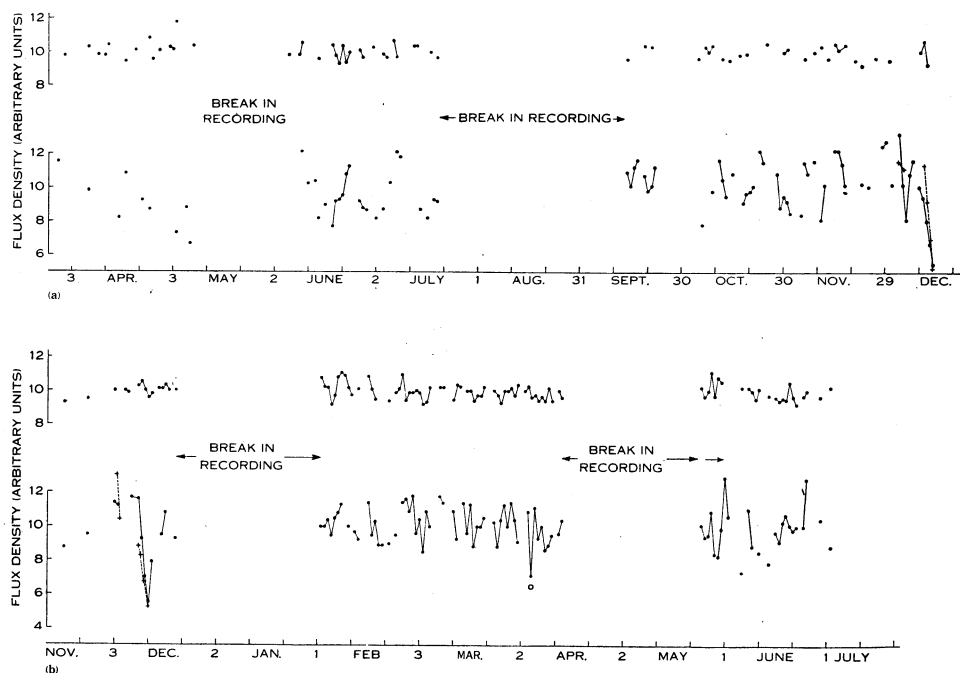 FLUX DENSITY (ARBITRARY UNITS)
12
10
8
BREAK IN
RECORDING
BREAK IN RECORDING
12
10
8
6
3 APR. 3 MAY JUNE 2 JULY 1 AUG. 31 SEPT. 30 OCT. 30 NOV. 29 DEC.
(a)
FLUX DENSITY (ARBITRARY UNITS)
12
10
8
BREAK IN
RECORDING
BREAK IN
RECORDING
12
10
8
6
4
NOV. 3 DEC. 2 JAN. 1 FEB 3 MAR. 2 APR. 2 MAY 1 JUNE 1 JULY
(b)